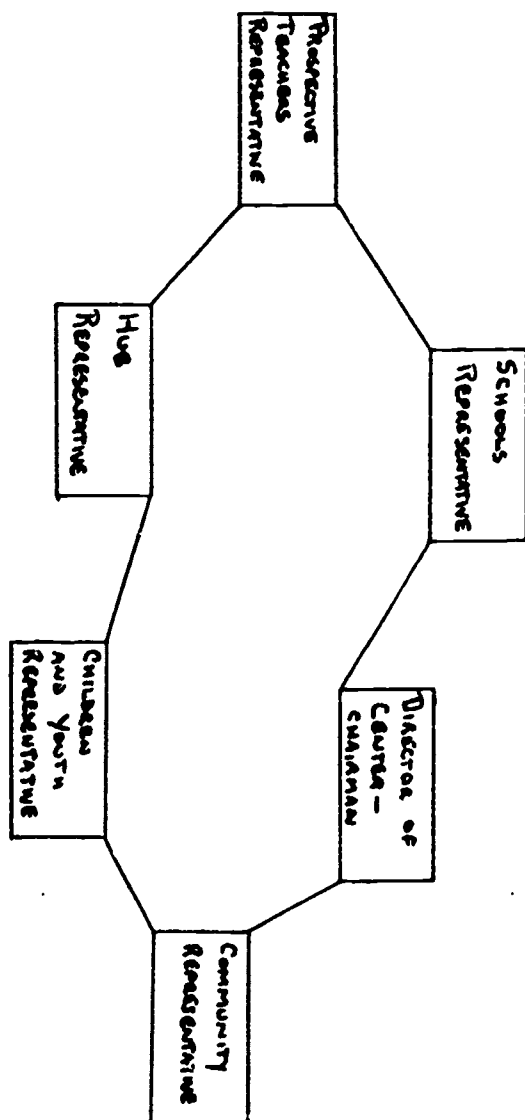 SCHOOLS
REPRESENTATIVE
DIRECTOR OF
CENTER –
CHAIRMAN
PROSPECTIVE
TEACHERS
REPRESENTATIVE
COMMUNITY
REPRESENTATIVE
HUB
REPRESENTATIVE
CHILDREN
AND YOUTH
REPRESENTATIVE